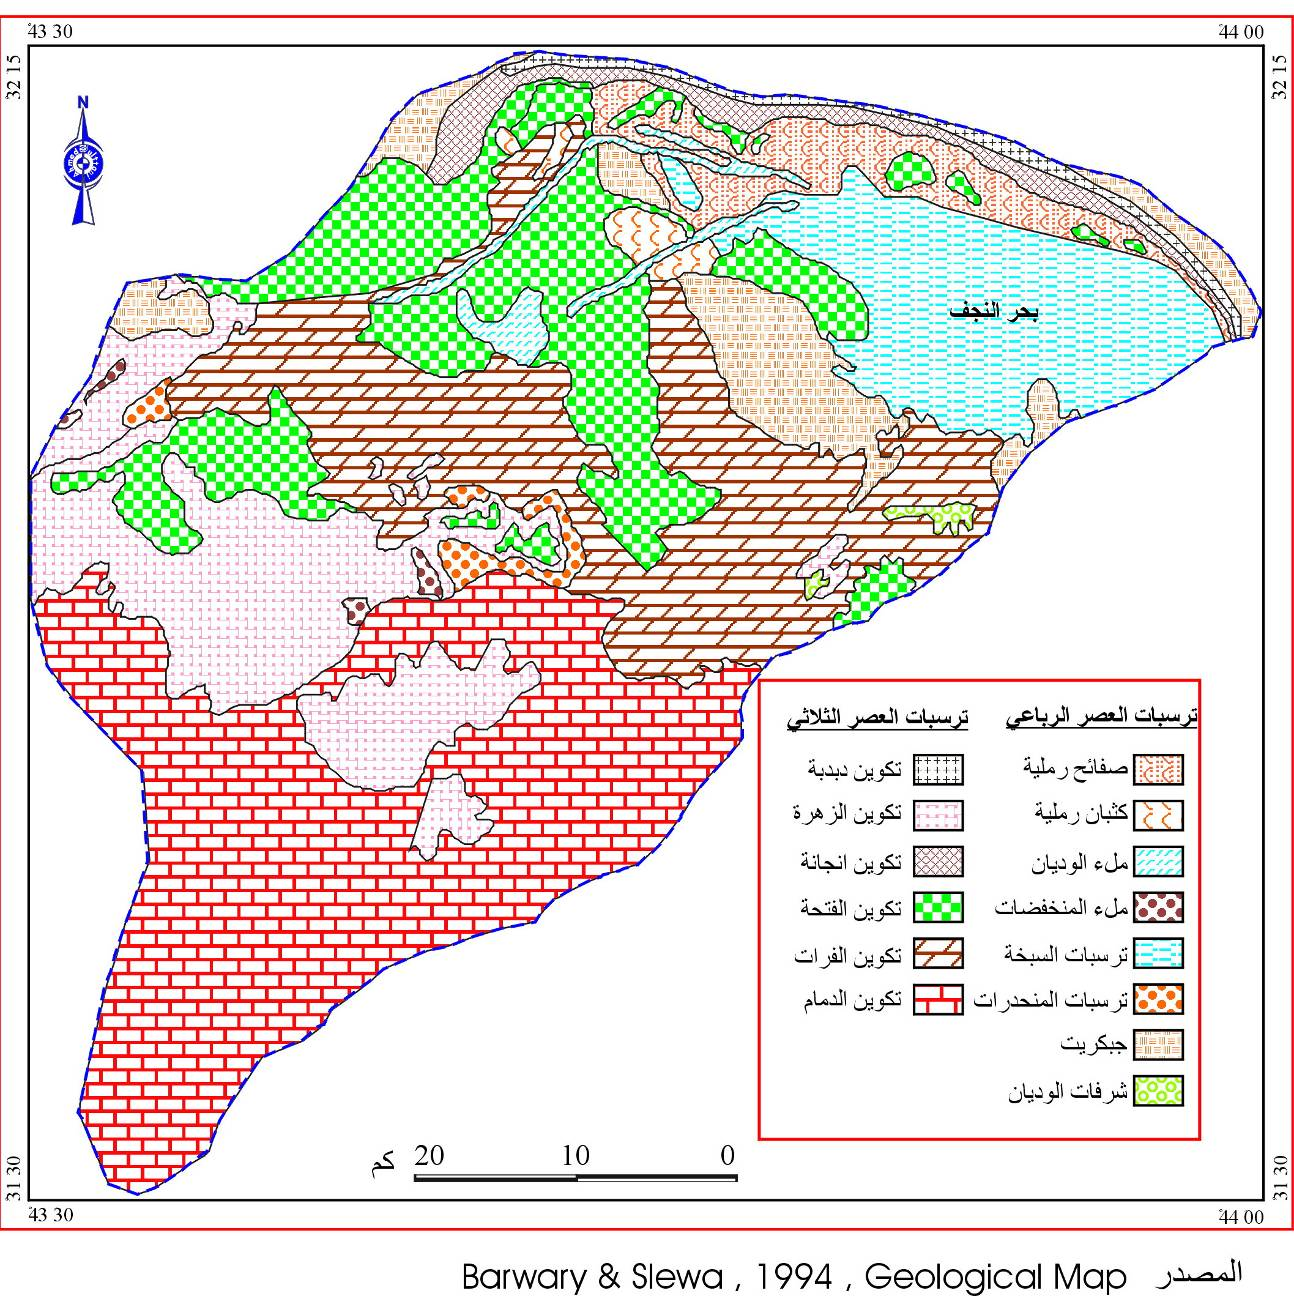 43 30
44 00
32 15
32 15
N
بحر النجف
ترسبات العصر الرباعي
صفائح رملية
كثبان رملية
ملء الوديان
ملء المنخفضات
ترسبات السبخة
ترسبات المنحدرات
جبكريت
شرفات الوديان
ترسبات العصر الثلاثي
تكوين دبدبة
تكوين الزهرة
تكوين انجانة
تكوين الفتحة
تكوين الفرات
تكوين الدمام
كم 20 10 0
31 30
31 30
43 30
44 00
المصدر Barwary & Slewa , 1994 , Geological Map